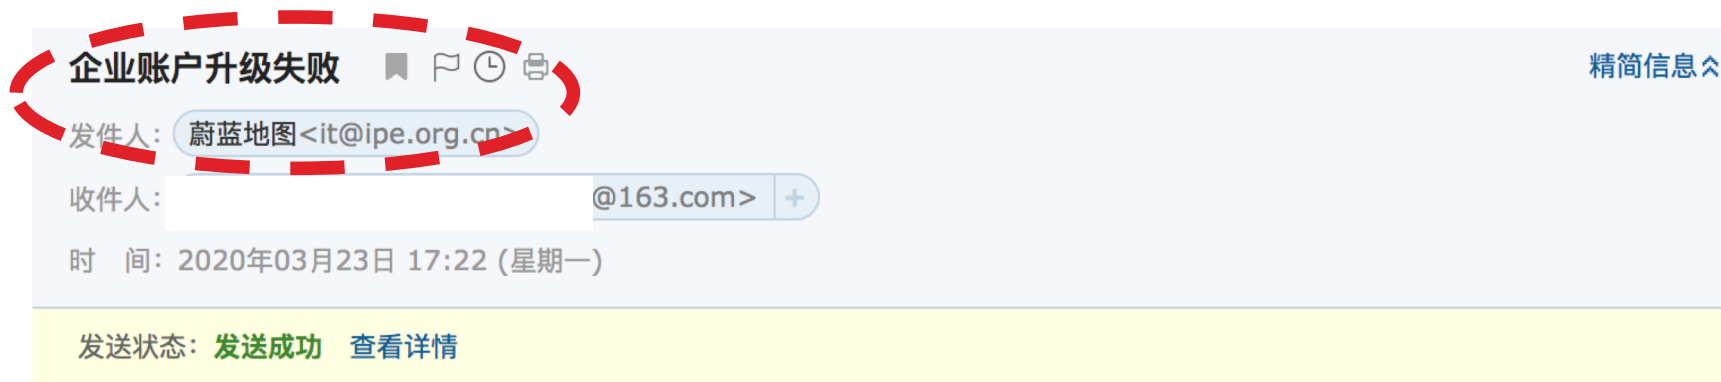 企业账户升级失败
精简信息
发件人：蔚蓝地图<it@ipe.org.cn>
收件人：@163.com> +
时 间：2020年03月23日 17:22 (星期一)
发送状态：发送成功 查看详情